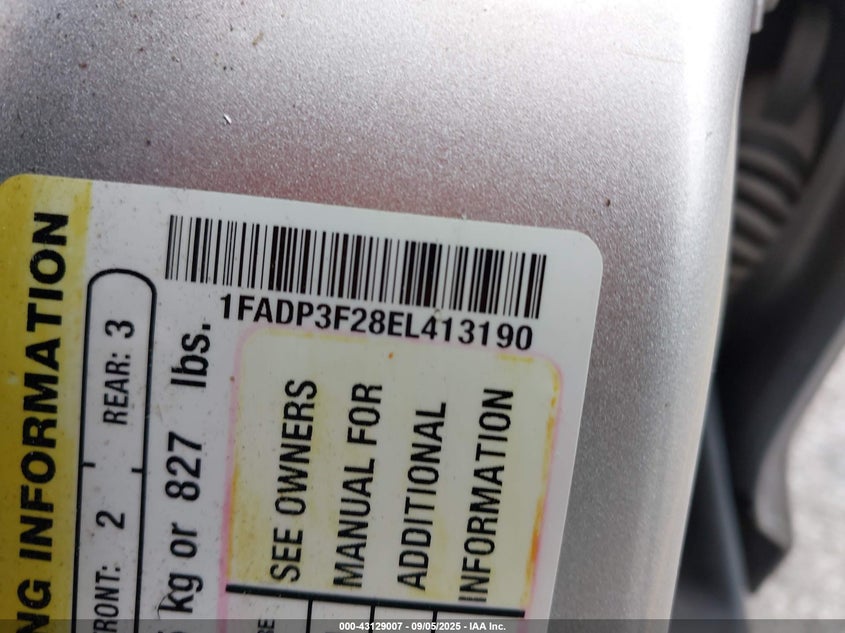 1FADP3F28EL413190
NG INFORMATION
FRONT: 2 REAR: 3
kg or 827 lbs.
SEE OWNERS
MANUAL FOR
ADDITIONAL
INFORMATION
000-43129007 - 09/05/2025 - IAA Inc.